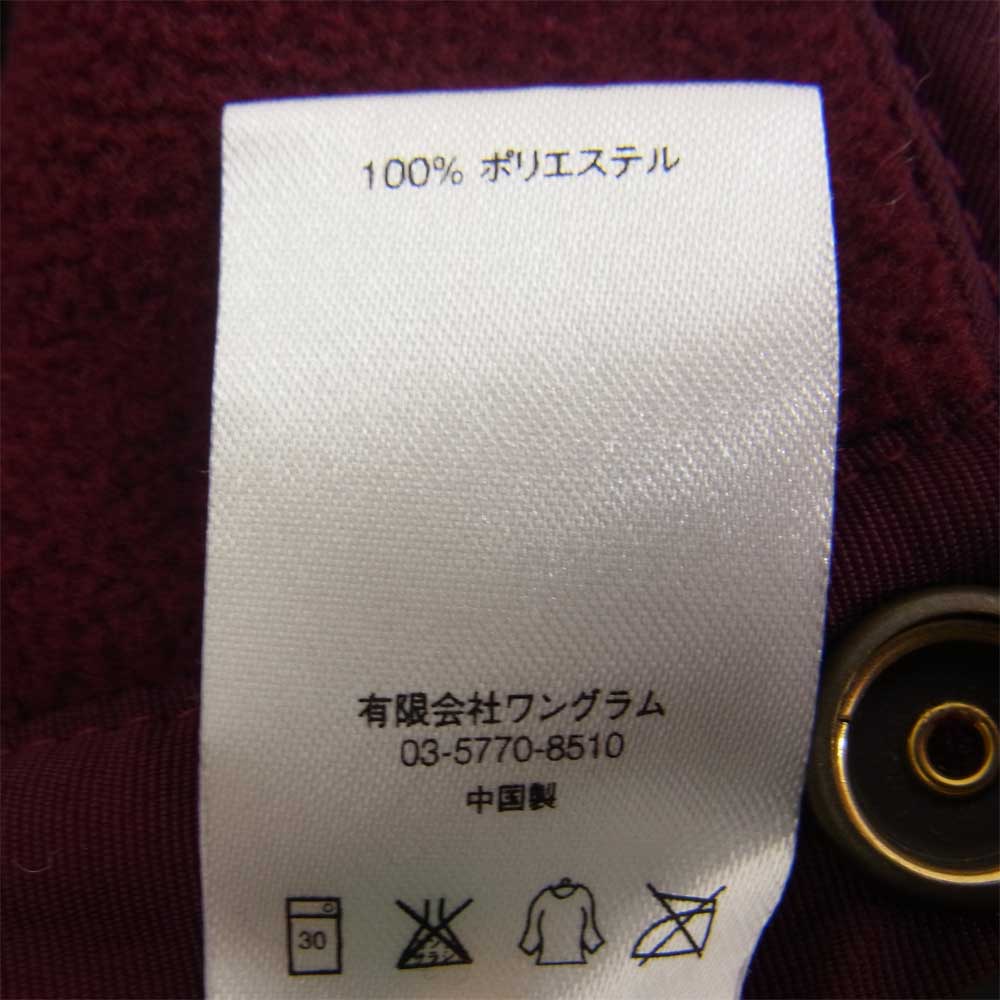 100% ポリエステル
有限会社ワングラム
03-5770-8510
中国製
30